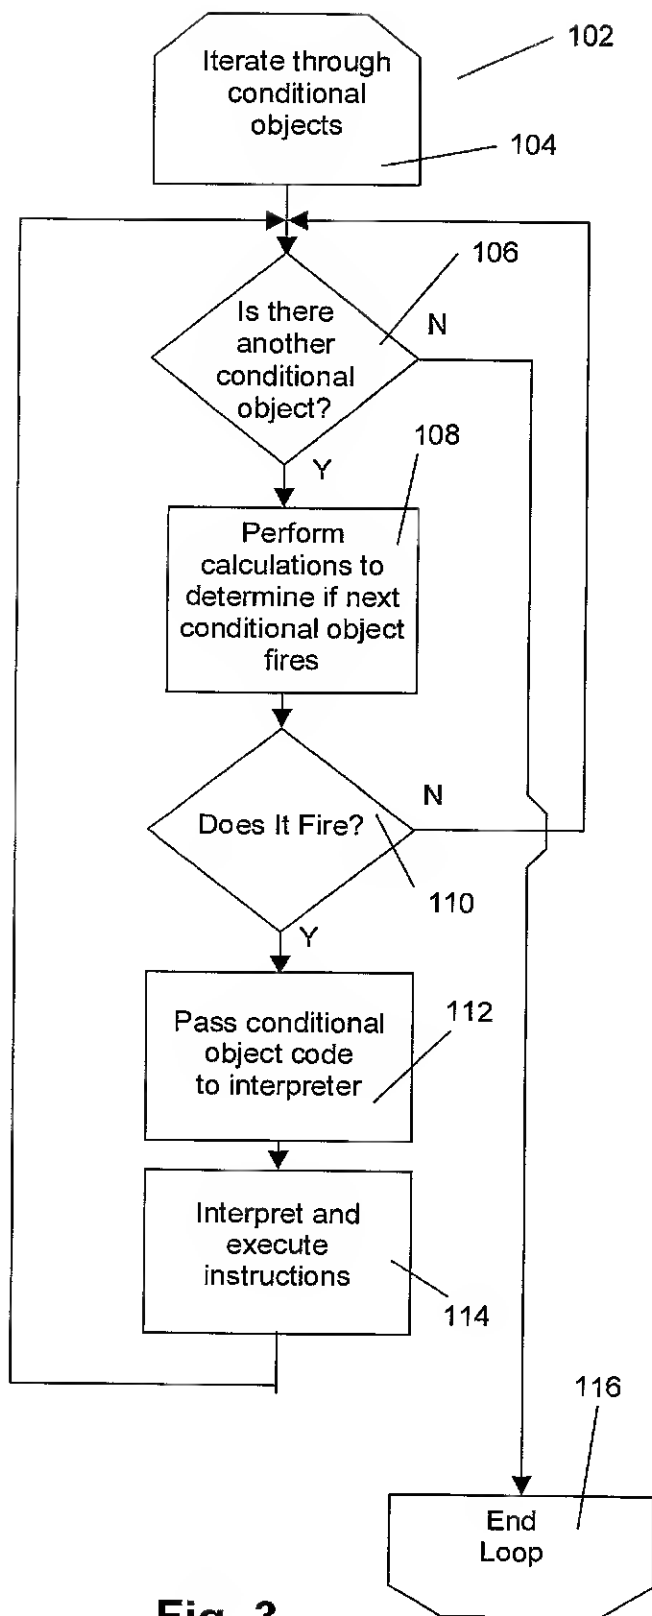 Iterate through
conditional
objects
102
104
106
Is there
another
conditional
object?
N
Y
108
Perform
calculations to
determine if next
conditional object
fires
Does It Fire?
N
110
Y
Pass conditional
object code
to interpreter
112
Interpret and
execute
instructions
114
116
End
Loop
Fig. 3